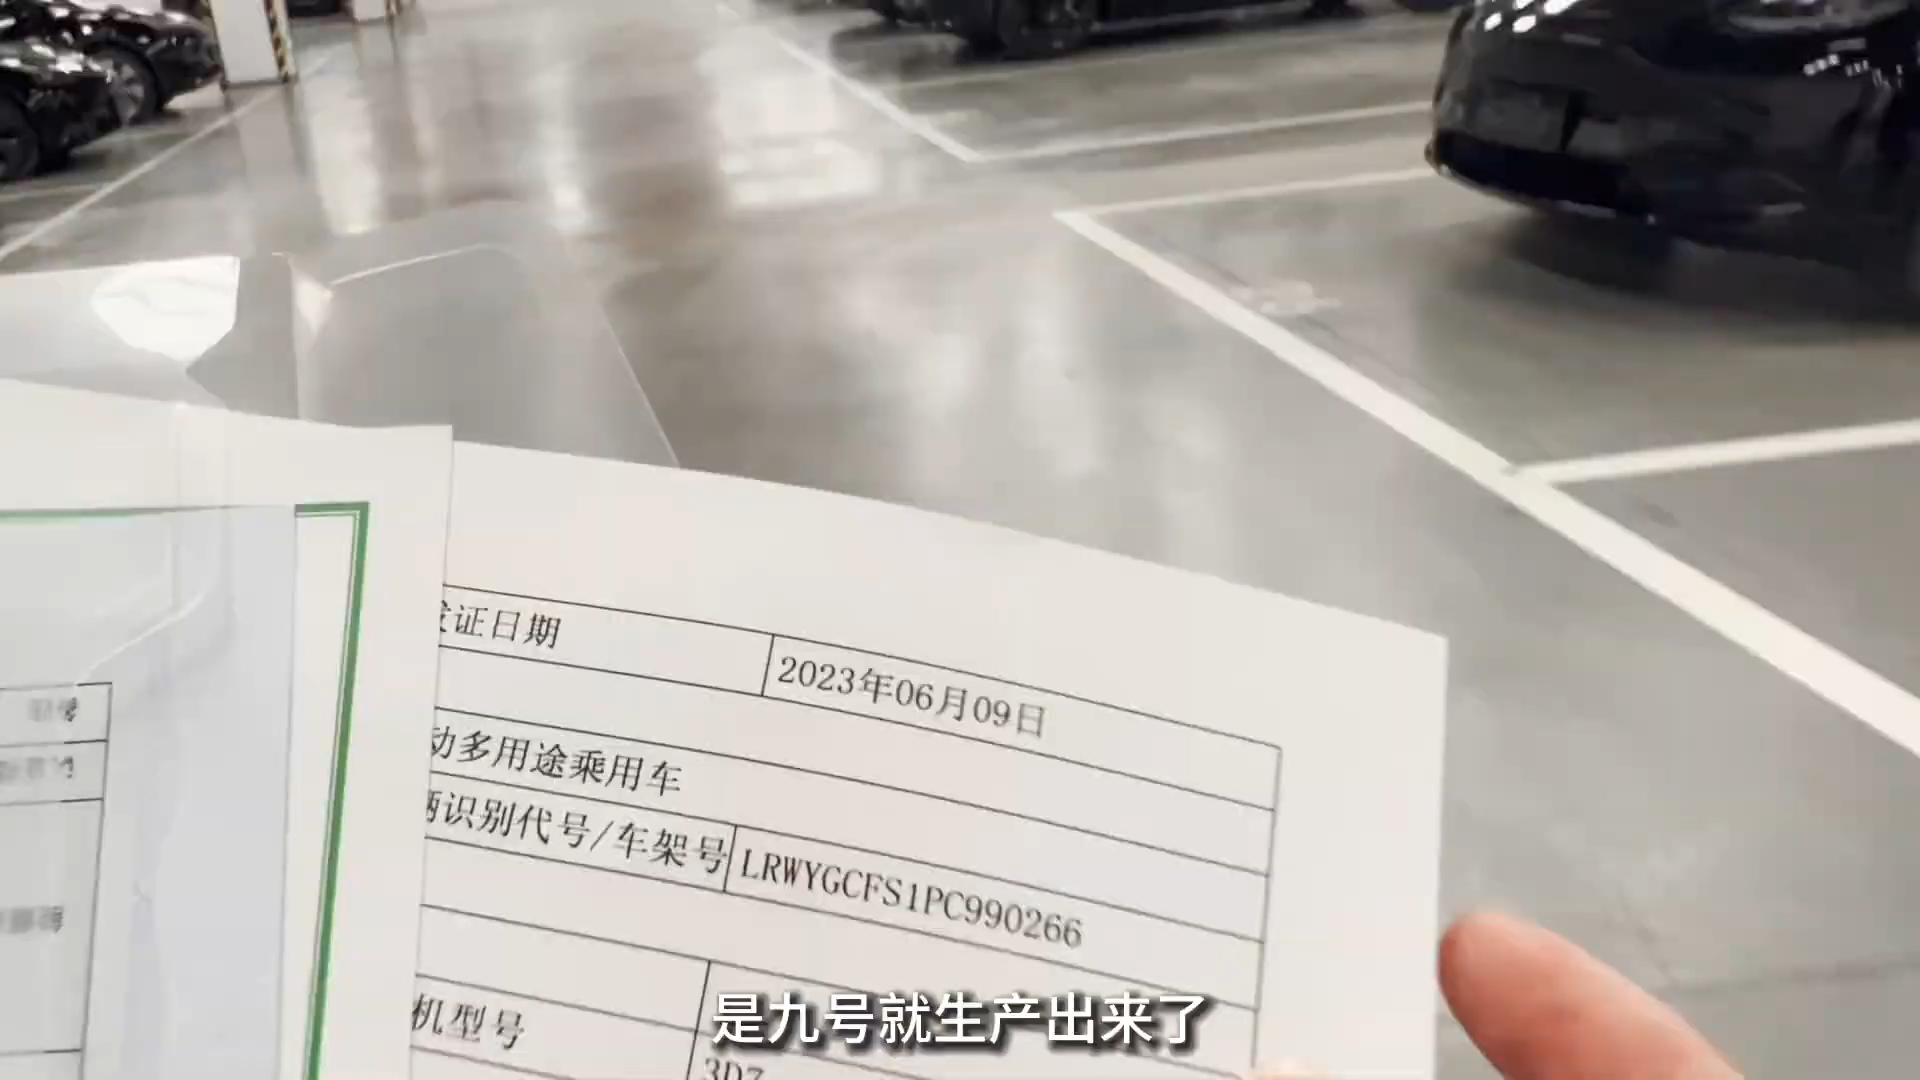 证日期
2023年06月09日
动多用途乘用车
辆识别代号/车架号
LRWYGCFS1PC990266
机型号
3D7
是九号就生产出来了